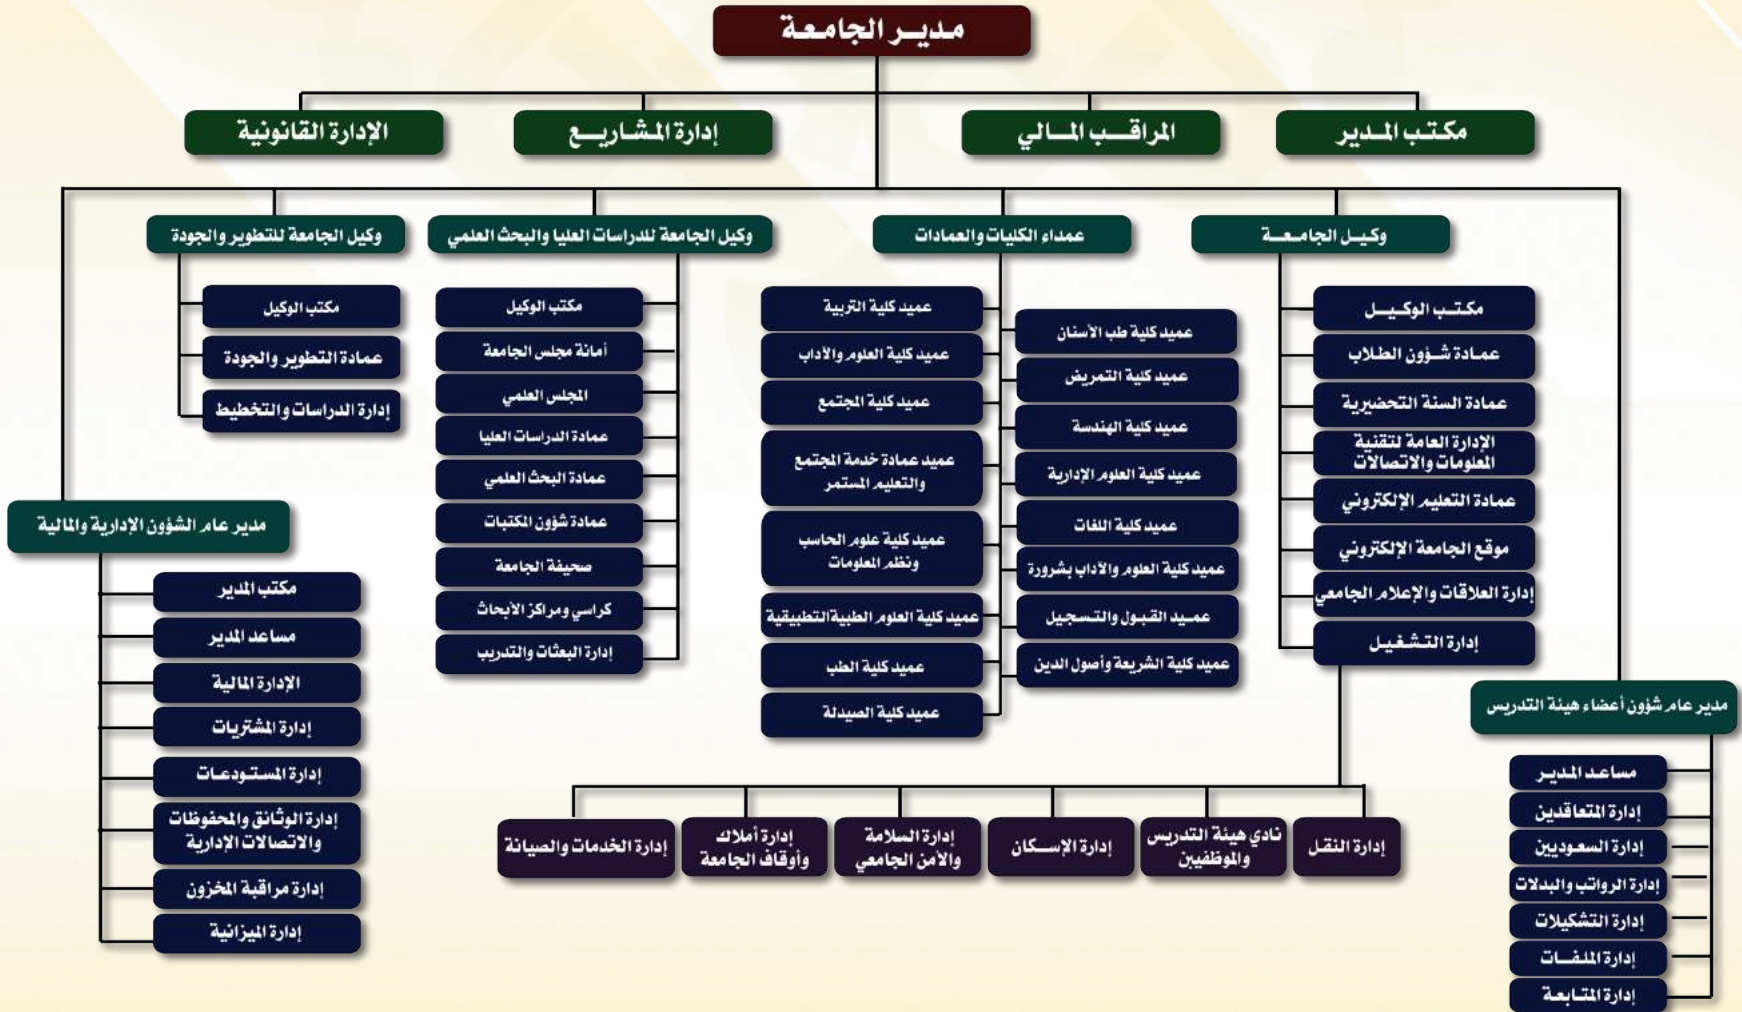 مدير الجامعة
مكتب المدير
المراقب المالي
إدارة المشاريع
الإدارة القانونية
وكيل الجامعة
عمداء الكليات والعمادات
وكيل الجامعة للدراسات العليا والبحث العلمي
وكيل الجامعة للتطوير والجودة
مكتب الوكيل
عمادة شؤون الطلاب
عمادة السنة التحضيرية
الإدارة العامة لتقنية
المعلومات والاتصالات
عمادة التعليم الإلكتروني
موقع الجامعة الإلكتروني
إدارة العلاقات والإعلام الجامعي
إدارة التشغيل
عميد كلية طب الأسنان
عميد كلية التمريض
عميد كلية الهندسة
عميد كلية العلوم الإدارية
عميد كلية اللغات
عميد كلية العلوم والآداب بشرورة
عميد القبول والتسجيل
عميد كلية الشريعة وأصول الدين
عميد كلية التربية
عميد كلية العلوم والآداب
عميد كلية المجتمع
عميد عمادة خدمة المجتمع
والتعليم المستمر
عميد كلية علوم الحاسب
ونظم المعلومات
عميد كلية العلوم الطبية التطبيقية
عميد كلية الطب
عميد كلية الصيدلة
مكتب الوكيل
أمانة مجلس الجامعة
المجلس العلمي
عمادة الدراسات العليا
عمادة البحث العلمي
عمادة شؤون المكتبات
صحيفة الجامعة
كراسي ومراكز الأبحاث
إدارة البعثات والتدريب
مكتب الوكيل
عمادة التطوير والجودة
إدارة الدراسات والتخطيط
مدير عام الشؤون الإدارية والمالية
مكتب المدير
مساعد المدير
الإدارة المالية
إدارة المشتريات
إدارة المستودعات
إدارة الوثائق والمحفوظات
والاتصالات الإدارية
إدارة مراقبة المخزون
إدارة الميزانية
مدير عام شؤون أعضاء هيئة التدريس
مساعد المدير
إدارة المتعاقدين
إدارة السعوديين
إدارة الرواتب والبدلات
إدارة التشكيلات
إدارة الملفات
إدارة المتابعة
إدارة النقل
نادي هيئة التدريس
والموظفيين
إدارة الإسكان
إدارة السلامة
والأمن الجامعي
إدارة أملاك
وأوقاف الجامعة
إدارة الخدمات والصيانة